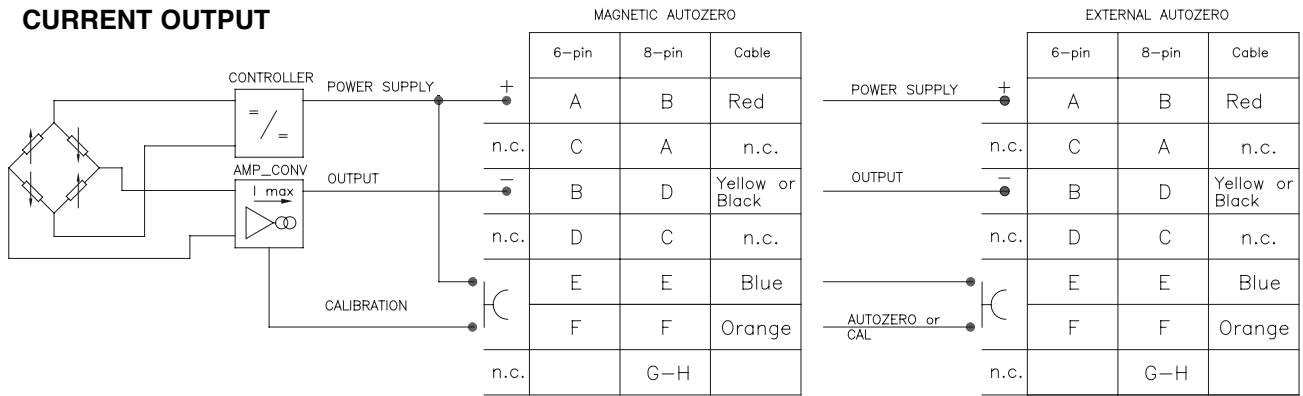 CURRENT OUTPUT
MAGNETIC AUTOZERO
EXTERNAL AUTOZERO
CONTROLLER
=/=
AMP_CONV
I max
POWER SUPPLY
OUTPUT
CALIBRATION
6-pin 8-pin Cable
+ A B Red
n.c. C A n.c.
- B D Yellow or
Black
n.c. D C n.c.
E E Blue
F F Orange
n.c. G-H
POWER SUPPLY
OUTPUT
AUTOZERO or
CAL
6-pin 8-pin Cable
+ A B Red
n.c. C A n.c.
- B D Yellow or
Black
n.c. D C n.c.
E E Blue
F F Orange
n.c. G-H